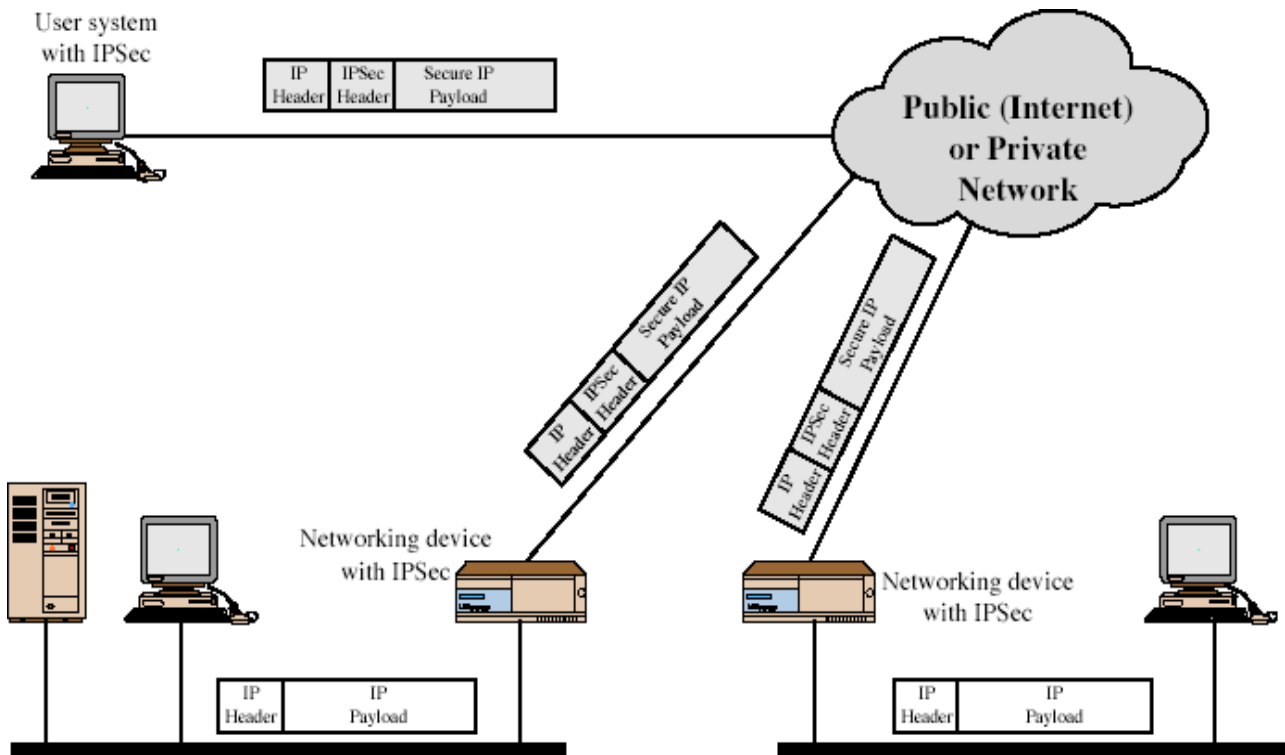 User system
with IPSec
IP
Header
IPSec
Header
Secure IP
Payload
Public (Internet)
or Private
Network
Secure IP
Payload
IPSec
Header
IP
Header
Secure IP
Payload
IPSec
Header
IP
Header
Networking device
with IPSec
Networking device
with IPSec
IP
Header
IP
Payload
IP
Header
IP
Payload